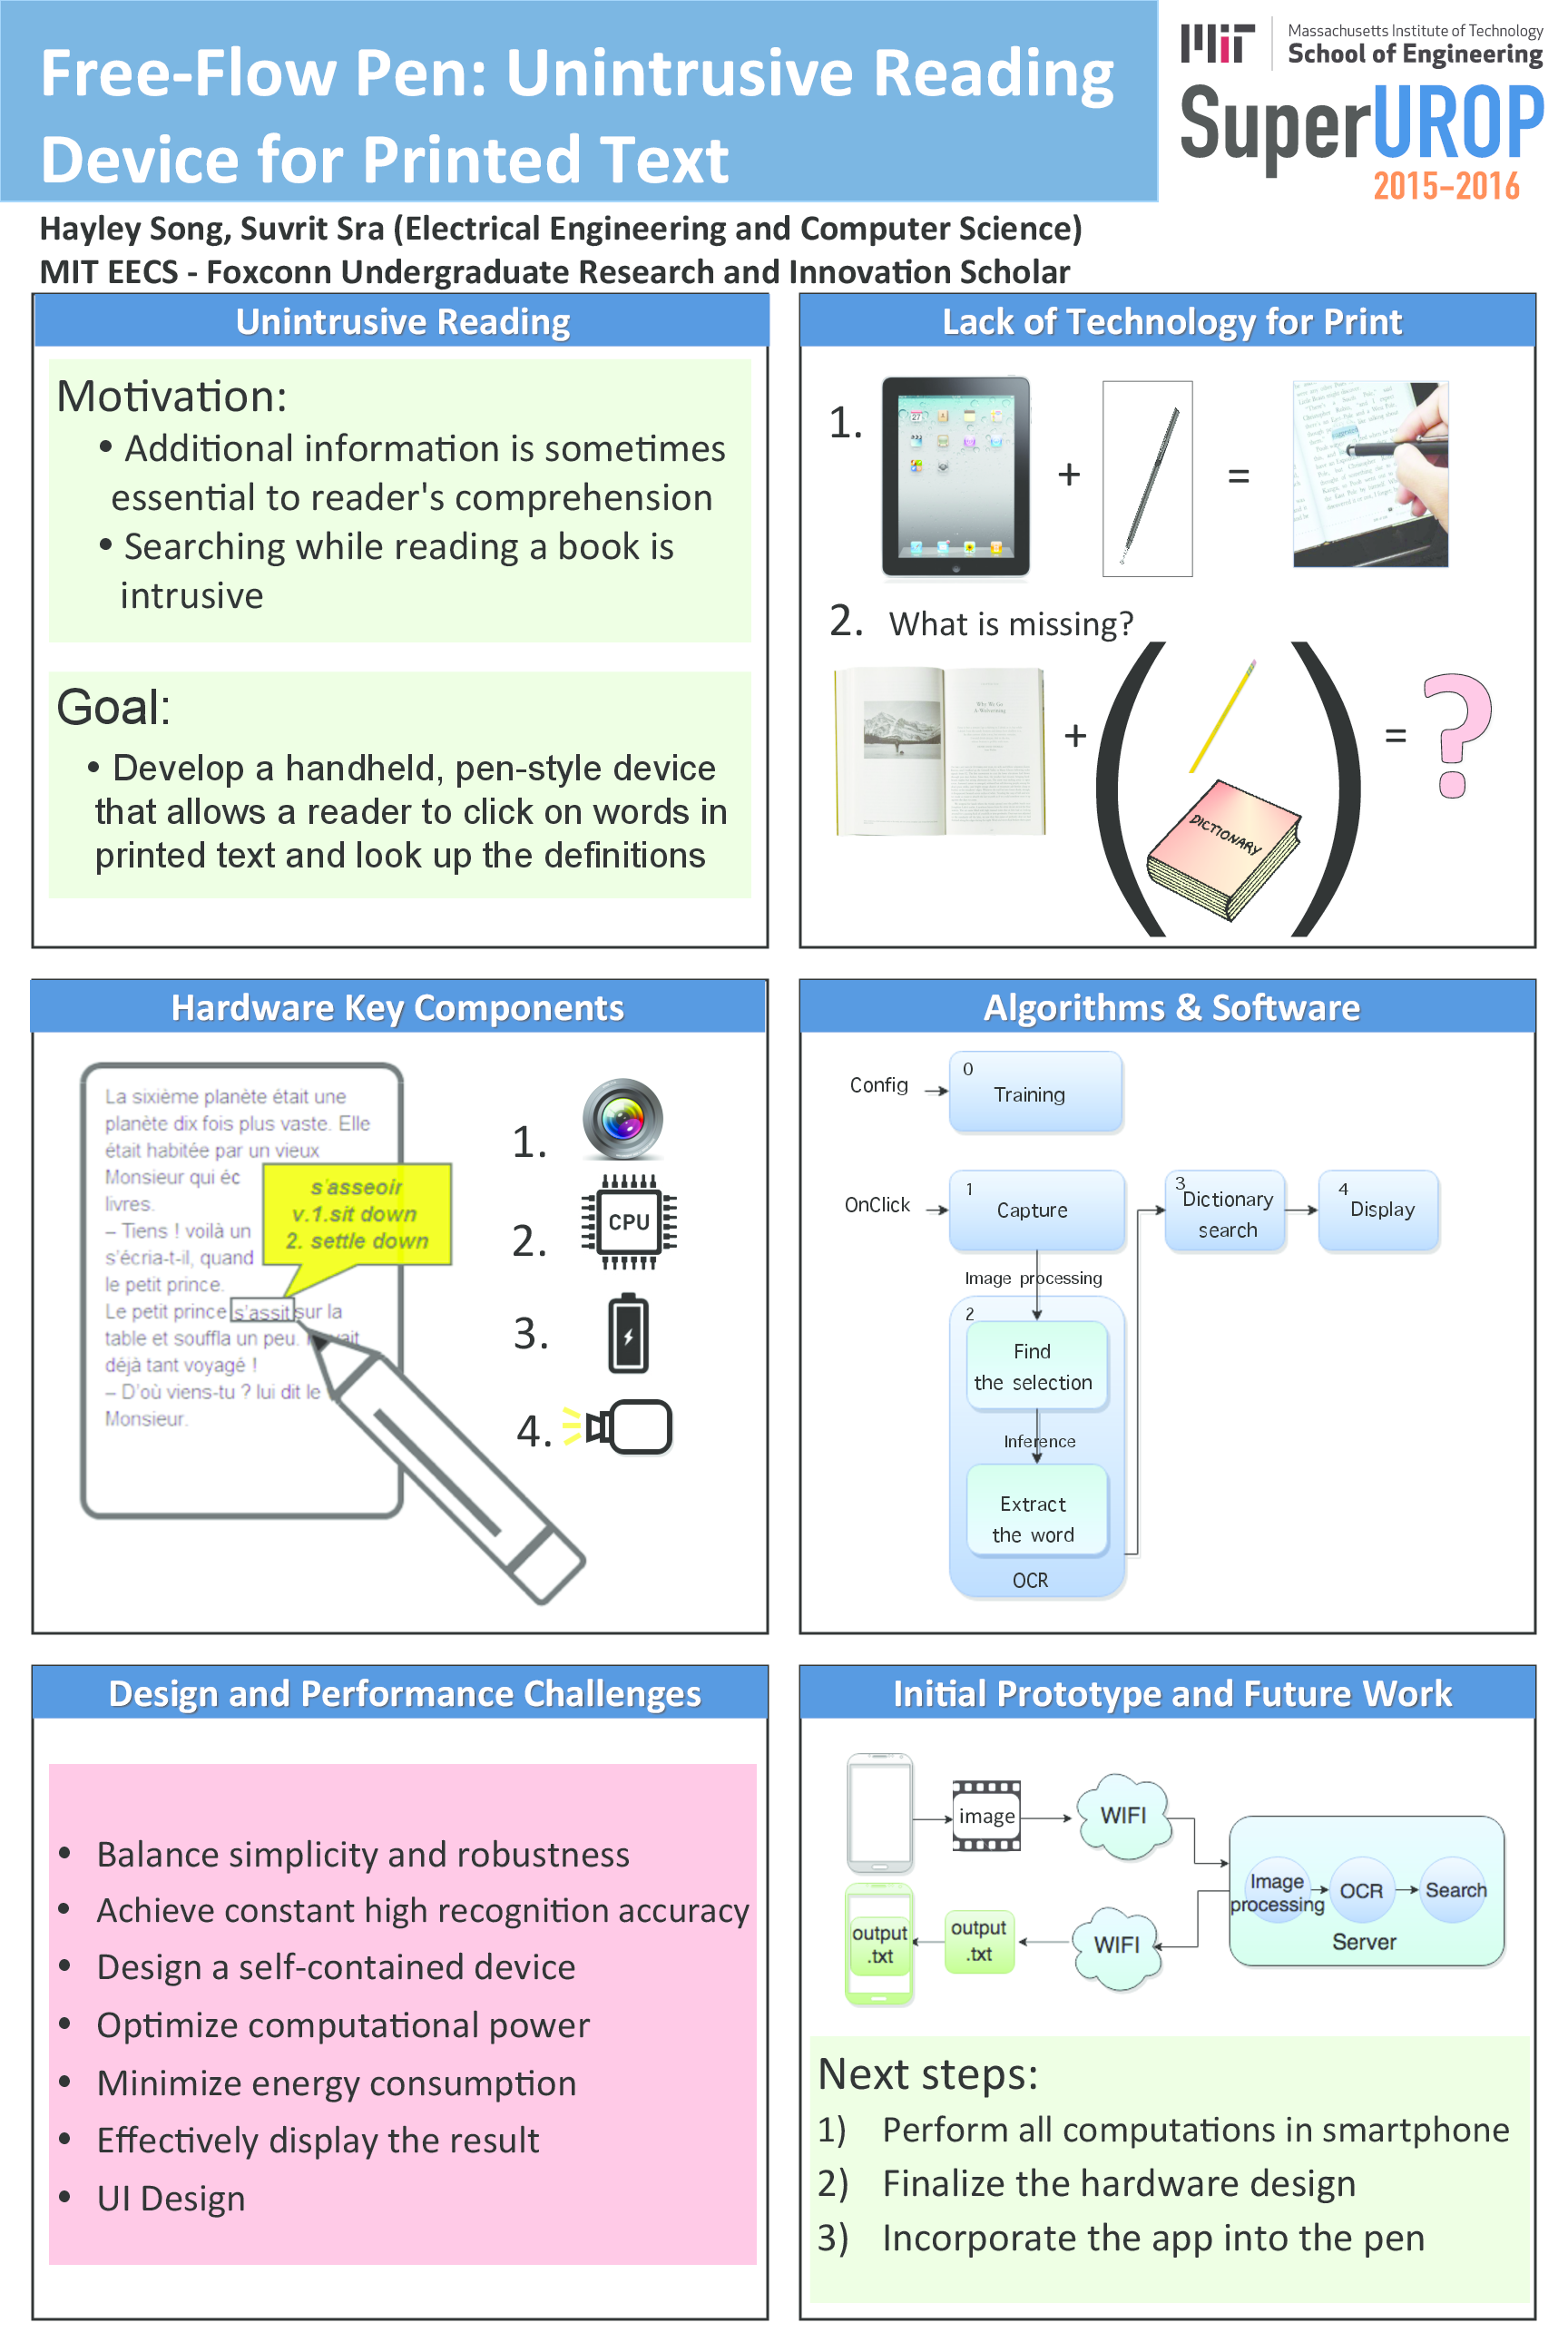 Free-Flow Pen: Unintrusive Reading
Device for Printed Text
Massachusetts Institute of Technology
School of Engineering
SuperUROP
2015-2016
Hayley Song, Suvrit Sra (Electrical Engineering and Computer Science)
MIT EECS - Foxconn Undergraduate Research and Innovation Scholar
Unintrusive Reading
Motivation:
• Additional information is sometimes
essential to reader's comprehension
• Searching while reading a book is
intrusive
Goal:
• Develop a handheld, pen-style device
that allows a reader to click on words in
printed text and look up the definitions
Lack of Technology for Print
1.
+
=
2. What is missing?
+
(
DICTIONARY
)
=
?
Hardware Key Components
La sixième planète était une
planète dix fois plus vaste. Elle
était habitée par un vieux
Monsieur qui éc
livres.
– Tiens ! voilà un
s'écria-t-il, quand
le petit prince.
Le petit prince s'assit sur la
table et souffla un peu.
déjà tant voyagé !
– D'où viens-tu ? lui dit le
Monsieur.
s'asseoir
v.1.sit down
2. settle down
1.
2.
CPU
3.
4.
Algorithms & Software
Config
0
Training
OnClick
1
Capture
Image processing
2
Find
the selection
Inference
Extract
the word
OCR
3
Dictionary
search
4
Display
Design and Performance Challenges
• Balance simplicity and robustness
• Achieve constant high recognition accuracy
• Design a self-contained device
• Optimize computational power
• Minimize energy consumption
• Effectively display the result
• UI Design
Initial Prototype and Future Work
image
WIFI
Image
processing
OCR
Search
Server
WIFI
output
.txt
output
.txt
Next steps:
1) Perform all computations in smartphone
2) Finalize the hardware design
3) Incorporate the app into the pen